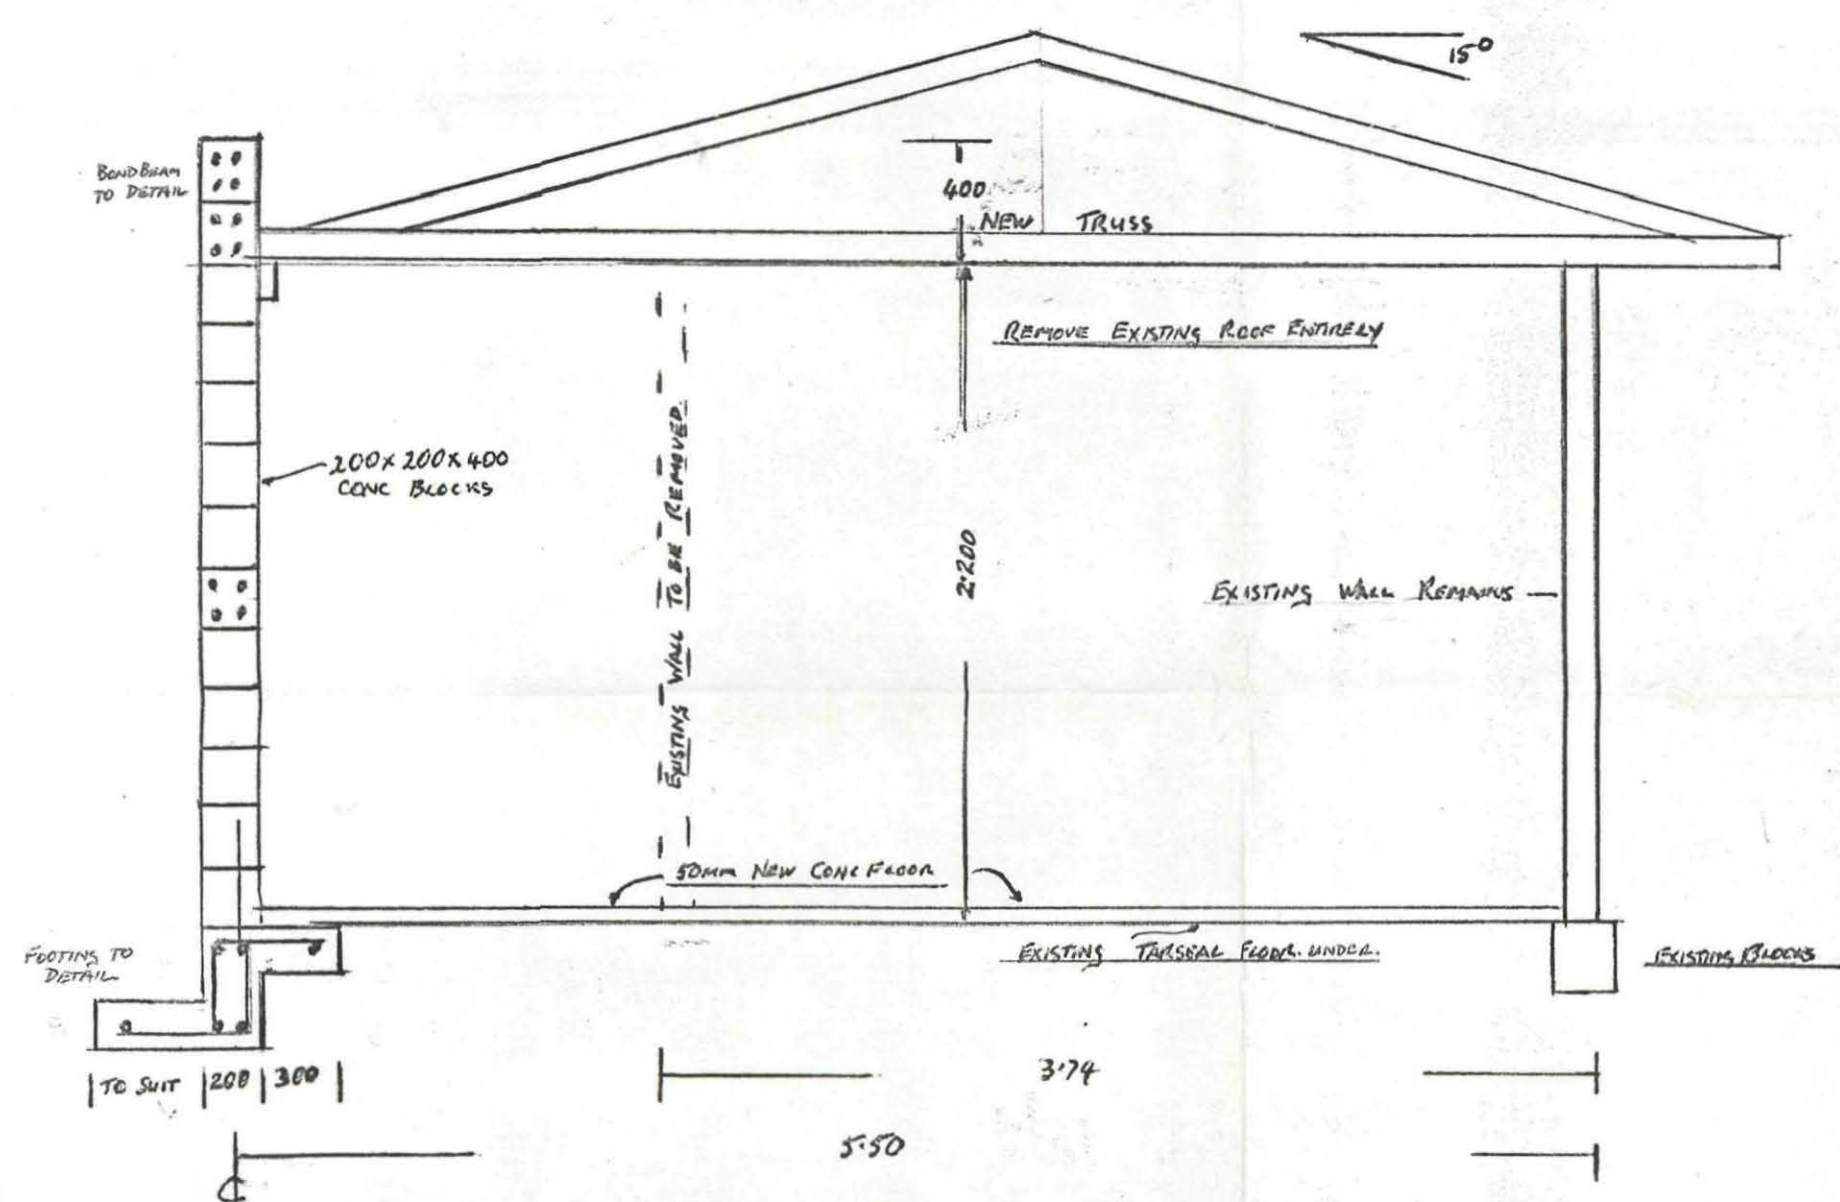 15°
BOND BEAM
TO DETAIL
400
NEW TRUSS
REMOVE EXISTING ROOF ENTIRELY
200 x 200 x 400
CONC BLOCKS
EXISTING WALL TO BE REMOVED
2·200
EXISTING WALL REMAINS
50mm NEW CONC FLOOR
FOOTING TO
DETAIL
EXISTING TARSEAL FLOOR. UNDER.
EXISTING BLOCKS
TO SUIT 200 300
3·74
5·50